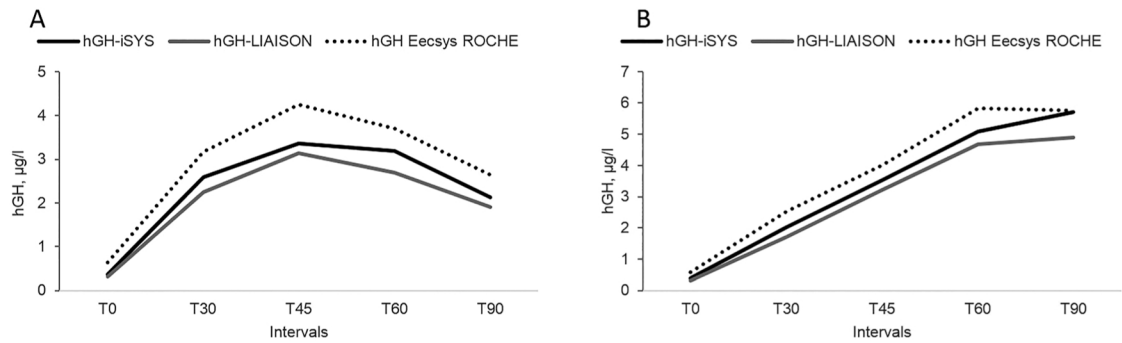 A
hGH-iSYS hGH-LIAISON hGH Eecsys ROCHE
5
4
3
2
1
0
hGH, µg/l
T0 T30 T45 T60 T90
Intervals
B
hGH-iSYS hGH-LIAISON hGH Eecsys ROCHE
7
6
5
4
3
2
1
0
hGH, µg/l
T0 T30 T45 T60 T90
Intervals